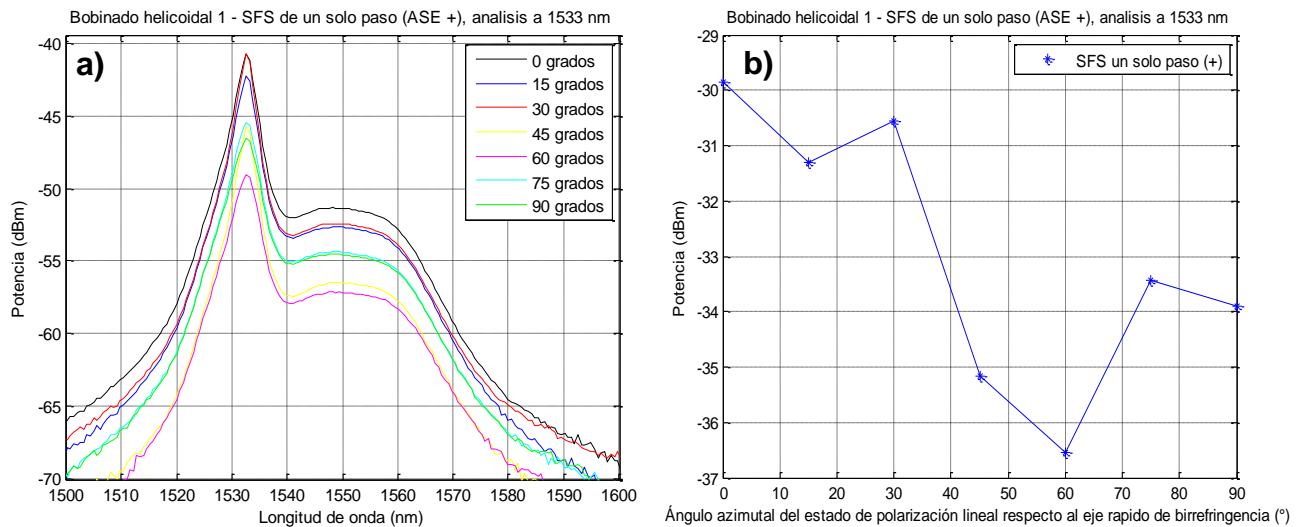 Bobinado helicoidal 1 - SFS de un solo paso (ASE +), analisis a 1533 nm
a)
0 grados
15 grados
30 grados
45 grados
60 grados
75 grados
90 grados
-40
-45
-50
-55
-60
-65
-70
Potencia (dBm)
1500 1510 1520 1530 1540 1550 1560 1570 1580 1590 1600
Longitud de onda (nm)
Bobinado helicoidal 1 - SFS de un solo paso (ASE +), analisis a 1533 nm
b)
SFS un solo paso (+)
-29
-30
-31
-32
-33
-34
-35
-36
-37
Potencia (dBm)
0 10 20 30 40 50 60 70 80 90
Ángulo azimutal del estado de polarización lineal respecto al eje rapido de birrefringencia (°)